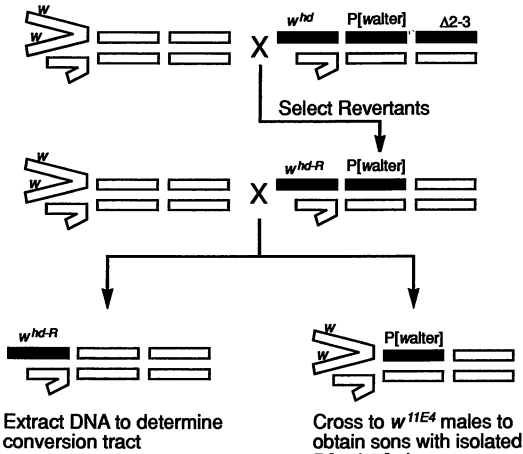 w
w
w^hd P[walter] Δ2-3
X
Select Revertants
w
w
w^hd-R P[walter]
X
w^hd-R
w
w
P[walter]
Extract DNA to determine
conversion tract
Cross to w^11E4 males to
obtain sons with isolated